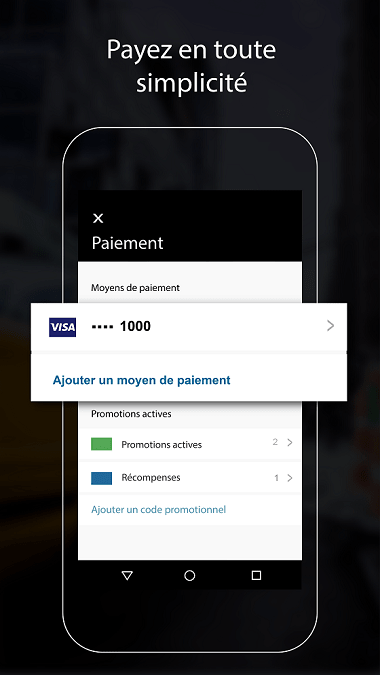 Payez en toute
simplicité
Paiement
Moyens de paiement
VISA •••• 1000
Ajouter un moyen de paiement
Promotions actives
Promotions actives 2
Récompenses 1
Ajouter un code promotionnel